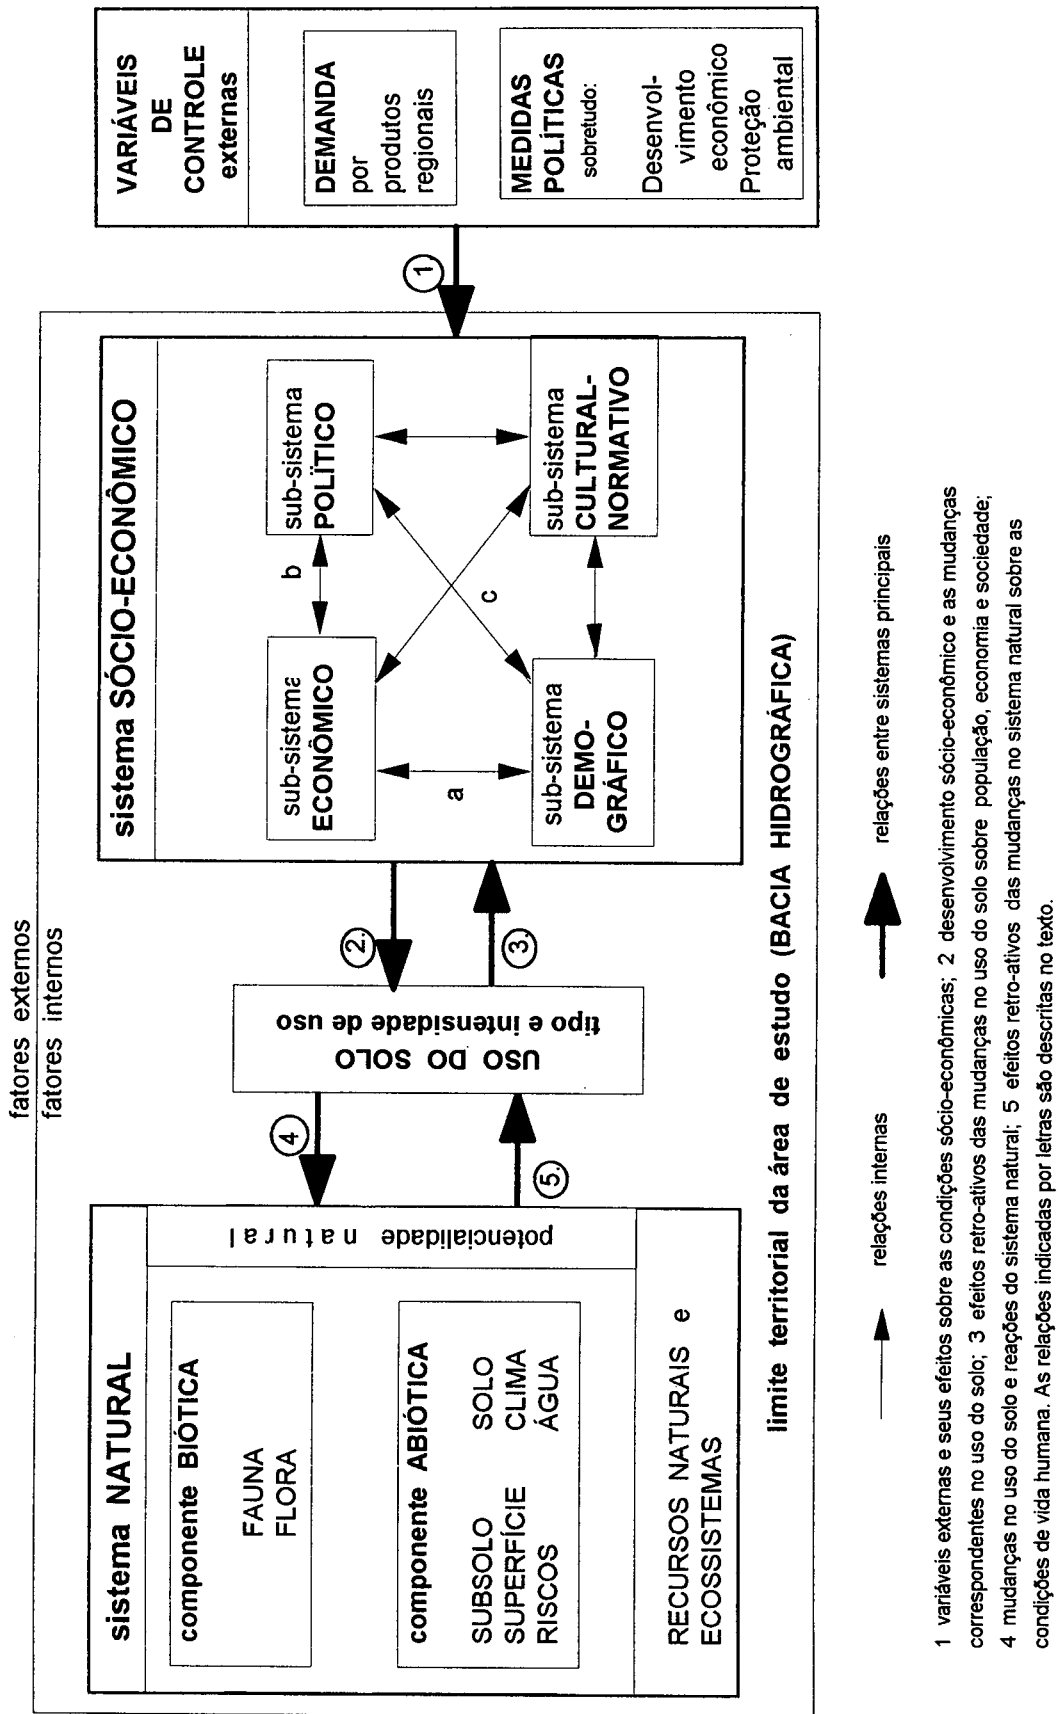 fatores externos
fatores internos
sistema NATURAL
componente BIÓTICA
FAUNA
FLORA
componente ABIÓTICA
SUBSOLO SOLO
SUPERFÍCIE CLIMA
RISCOS ÁGUA
RECURSOS NATURAIS e
ECOSSISTEMAS
potencialidade natural
4
5.
USO DO SOLO
tipo e intensidade de uso
2.
3.
sistema SÓCIO-ECONÔMICO
sub-sistema
ECONÔMICO
b
sub-sistema
POLÏTICO
a
c
sub-sistema
DEMO-
GRÁFICO
sub-sistema
CULTURAL-
NORMATIVO
1
VARIÁVEIS
DE
CONTROLE
externas
DEMANDA
por
produtos
regionais
MEDIDAS
POLÍTICAS
sobretudo:
Desenvol-
vimento
econômico
Proteção
ambiental
limite territorial da área de estudo (BACIA HIDROGRÁFICA)
relações internas
relações entre sistemas principais
1 variáveis externas e seus efeitos sobre as condições sócio-econômicas; 2 desenvolvimento sócio-econômico e as mudanças
correspondentes no uso do solo; 3 efeitos retro-ativos das mudanças no uso do solo sobre população, economia e sociedade;
4 mudanças no uso do solo e reações do sistema natural; 5 efeitos retro-ativos das mudanças no sistema natural sobre as
condições de vida humana. As relações indicadas por letras são descritas no texto.